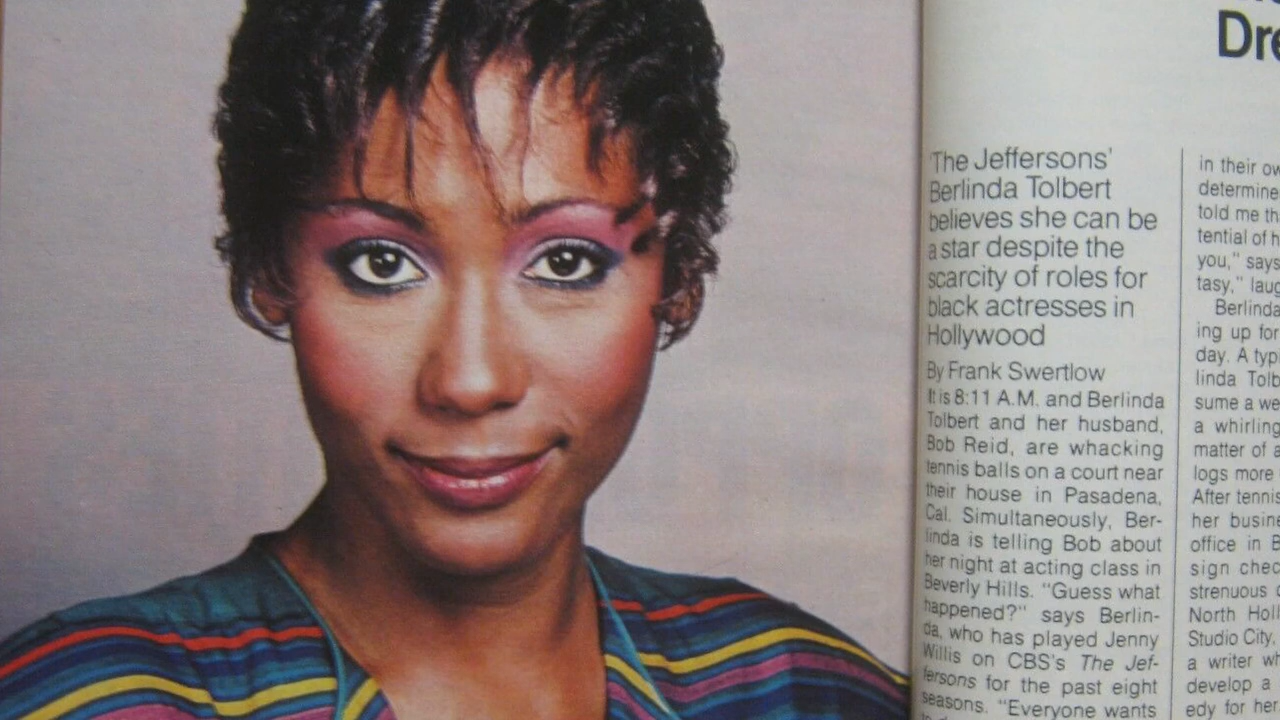 Dre
'The Jeffersons'
Berlinda Tolbert
believes she can be
a star despite the
scarcity of roles for
black actresses in
Hollywood
By Frank Swertlow
It is 8:11 A.M. and Berlinda
Tolbert and her husband,
Bob Reid, are whacking
tennis balls on a court near
their house in Pasadena,
Cal. Simultaneously, Ber-
linda is telling Bob about
her night at acting class in
Beverly Hills. "Guess what
happened?" says Berlin-
da, who has played Jenny
Willis on CBS's The Jef-
fersons for the past eight
seasons. "Everyone wants
in their ow
determine
told me th
tential of h
you," says
tasy," laug
Berlinda
ing up for
day. A typi
linda Tolb
sume a we
a whirling
matter of a
logs more
After tennis
her busine
office in B
sign chec
strenuous
North Holl
Studio City,
a writer wh
develop a
edy for her